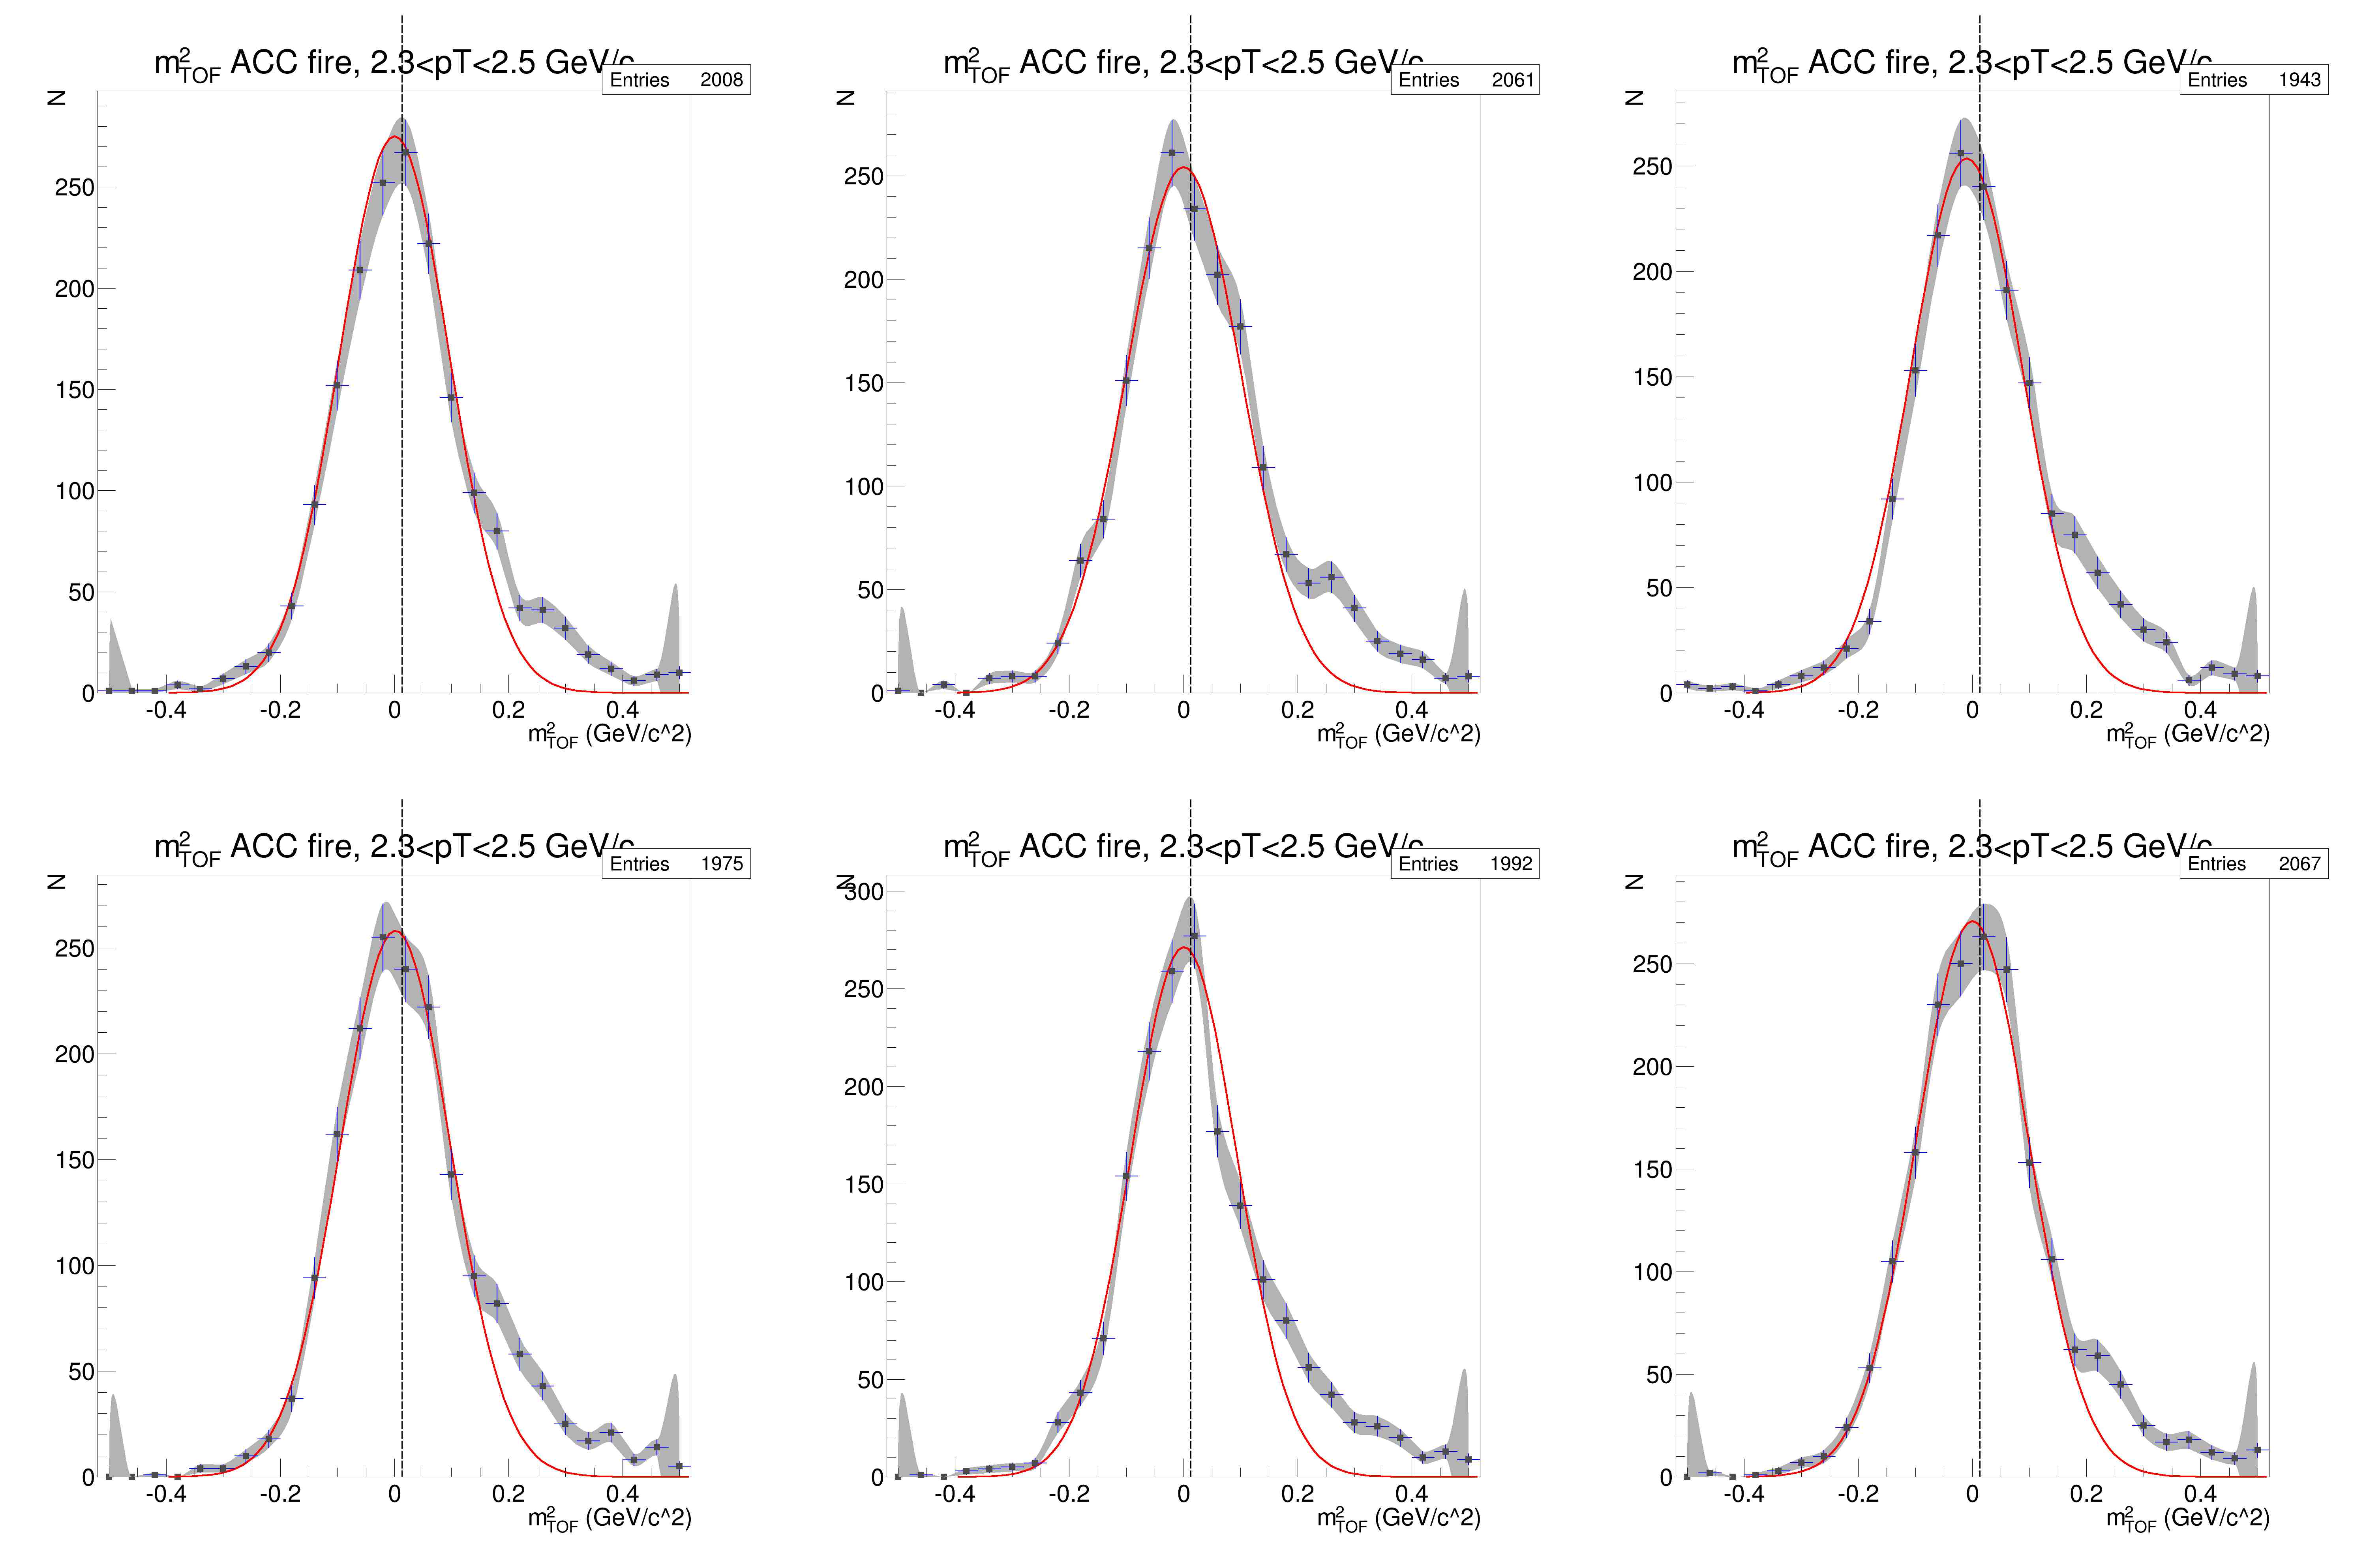 m²TOF ACC fire, 2.3<pT<2.5 GeV/c
Entries 2008
N
250
200
150
100
50
0
-0.4 -0.2 0 0.2 0.4
m²TOF (GeV/c^2)
m²TOF ACC fire, 2.3<pT<2.5 GeV/c
Entries 2061
N
250
200
150
100
50
0
-0.4 -0.2 0 0.2 0.4
m²TOF (GeV/c^2)
m²TOF ACC fire, 2.3<pT<2.5 GeV/c
Entries 1943
N
250
200
150
100
50
0
-0.4 -0.2 0 0.2 0.4
m²TOF (GeV/c^2)
m²TOF ACC fire, 2.3<pT<2.5 GeV/c
Entries 1975
N
250
200
150
100
50
0
-0.4 -0.2 0 0.2 0.4
m²TOF (GeV/c^2)
m²TOF ACC fire, 2.3<pT<2.5 GeV/c
Entries 1992
N
300
250
200
150
100
50
0
-0.4 -0.2 0 0.2 0.4
m²TOF (GeV/c^2)
m²TOF ACC fire, 2.3<pT<2.5 GeV/c
Entries 2067
N
250
200
150
100
50
0
-0.4 -0.2 0 0.2 0.4
m²TOF (GeV/c^2)